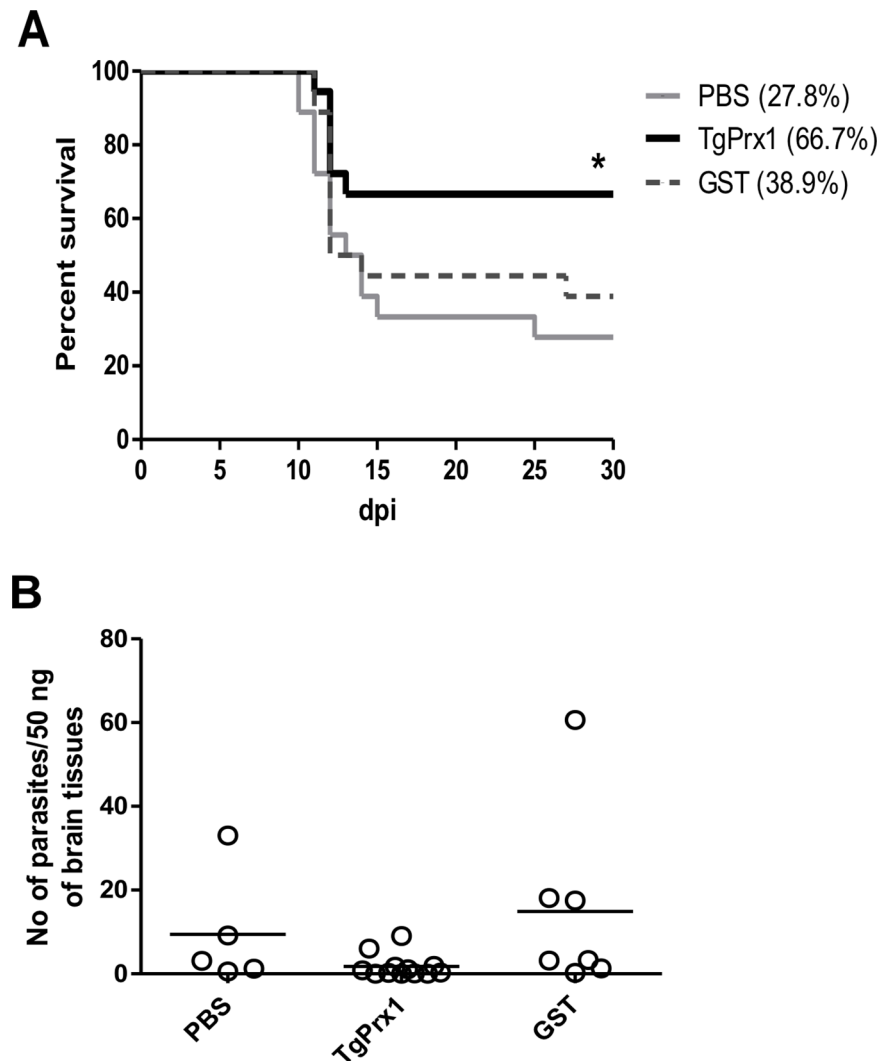 A
100
80
60
40
20
0
Percent survival
0 5 10 15 20 25 30
dpi
*
PBS (27.8%)
TgPrx1 (66.7%)
GST (38.9%)
B
80
60
40
20
0
No of parasites/50 ng
of brain tissues
PBS
TgPrx1
GST